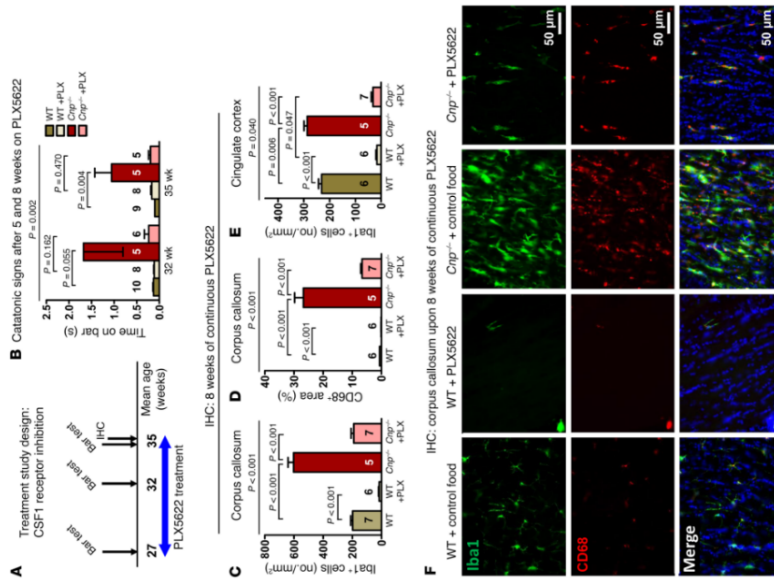 A
Treatment study design:
CSF1 receptor inhibition
Bar test
Bar test
Bar test
IHC
27
32
35
Mean age
(weeks)
PLX5622 treatment
B
Catatonic signs after 5 and 8 weeks on PLX5622
P = 0.002
P = 0.162
P = 0.055
P = 0.470
P = 0.004
WT
WT +PLX
Cnp-/-
Cnp-/- +PLX
Time on bar (s)
2.5
2.0
1.5
1.0
0.5
0.0
10
8
5
6
9
8
5
5
32 wk
35 wk
IHC: 8 weeks of continuous PLX5622
C
Corpus callosum
P < 0.001
P < 0.001
P < 0.001
P < 0.001
Iba1+ cells (no./mm²)
800
600
400
200
0
7
6
5
7
WT
WT
+PLX
Cnp-/-
Cnp-/-
+PLX
D
Corpus callosum
P < 0.001
P < 0.001
P < 0.001
P < 0.001
CD68+ area (%)
40
30
20
10
0
6
6
5
7
WT
WT
+PLX
Cnp-/-
Cnp-/-
+PLX
E
Cingulate cortex
P = 0.040
P = 0.006
P < 0.001
P < 0.001
P = 0.047
Iba1+ cells (no./mm²)
400
300
200
100
0
6
6
5
7
WT
WT
+PLX
Cnp-/-
Cnp-/-
+PLX
F
IHC: corpus callosum upon 8 weeks of continuous PLX5622
WT + control food
WT + PLX5622
Cnp-/- + control food
Cnp-/- + PLX5622
Iba1
50 µm
CD68
50 µm
Merge
50 µm